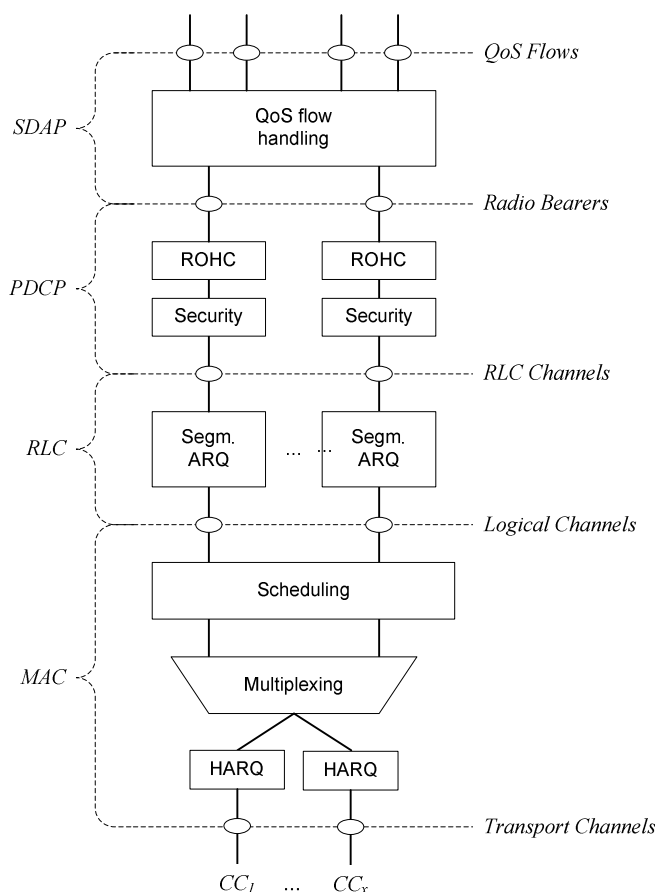 QoS Flows
SDAP
QoS flow
handling
Radio Bearers
ROHC
ROHC
PDCP
Security
Security
RLC Channels
RLC
Segm.
ARQ
... ...
Segm.
ARQ
Logical Channels
Scheduling
MAC
Multiplexing
HARQ
HARQ
Transport Channels
CC1 ... CCx